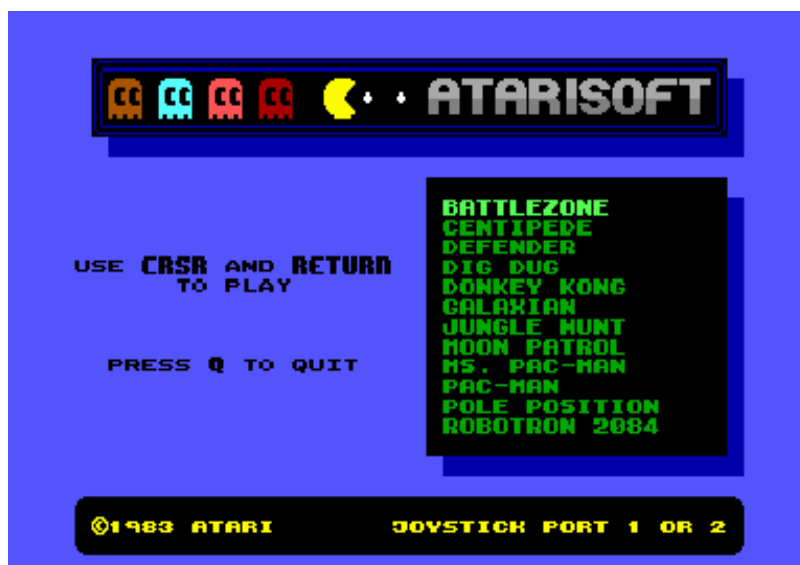 ATARISOFT
USE CRSR AND RETURN
TO PLAY
PRESS Q TO QUIT
BATTLEZONE
CENTIPEDE
DEFENDER
DIG DUG
DONKEY KONG
GALAXIAN
JUNGLE HUNT
MOON PATROL
MS. PAC-MAN
PAC-MAN
POLE POSITION
ROBOTRON 2084
©1983 ATARI JOYSTICK PORT 1 OR 2